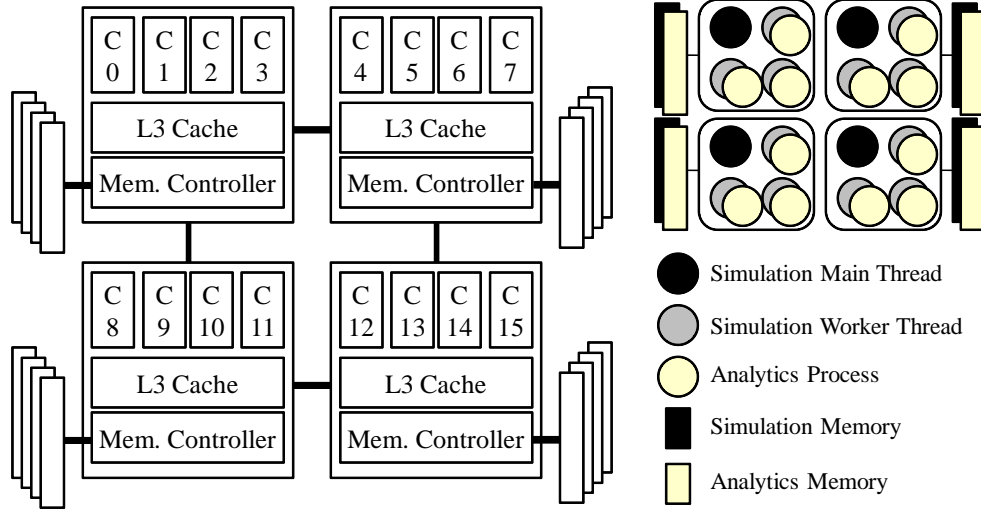 C C C C
0 1 2 3
L3 Cache
Mem. Controller
C C C C
4 5 6 7
L3 Cache
Mem. Controller
C C C C
8 9 10 11
L3 Cache
Mem. Controller
C C C C
12 13 14 15
L3 Cache
Mem. Controller
Simulation Main Thread
Simulation Worker Thread
Analytics Process
Simulation Memory
Analytics Memory